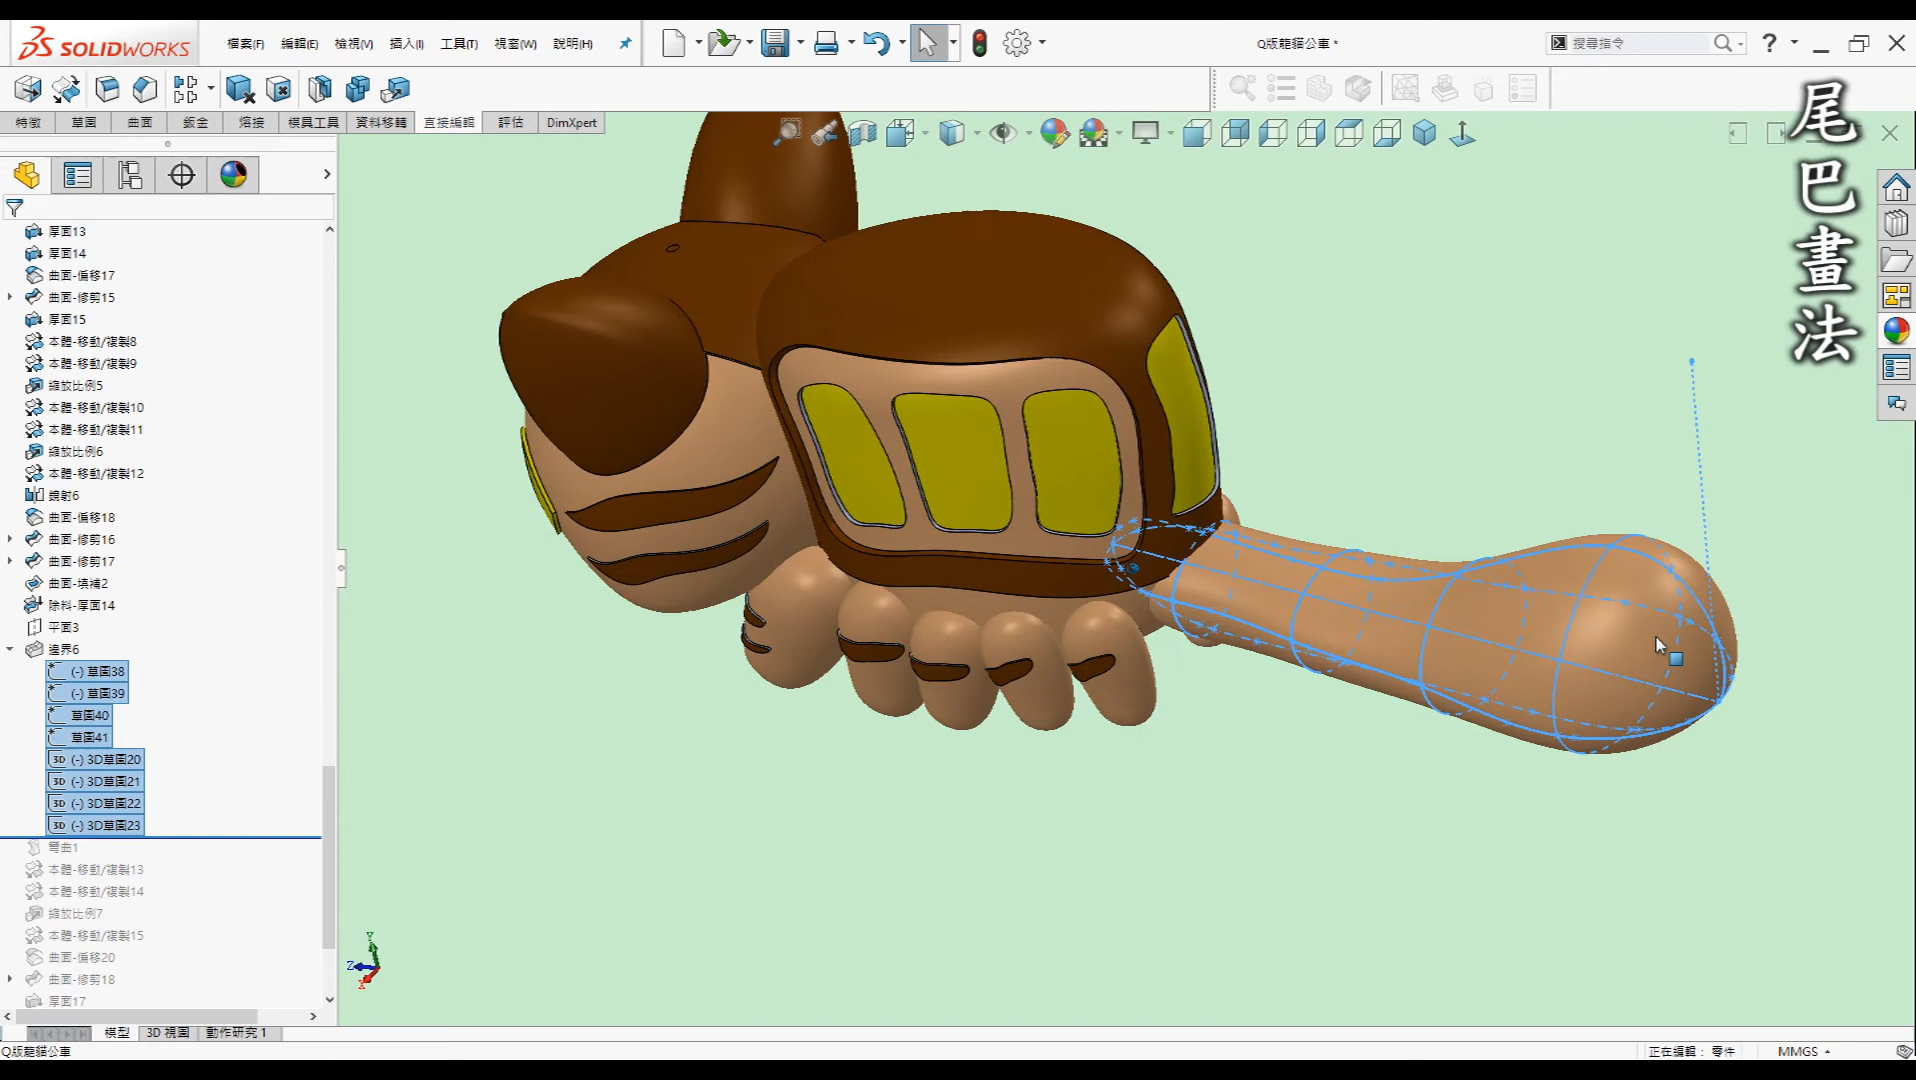 SOLIDWORKS
檔案(F) 編輯(E) 檢視(V) 插入(I) 工具(T) 視窗(W) 說明(H)
Q版龍貓公車 *
搜尋指令
特徵 草圖 曲面 鈑金 熔接 模具工具 資料移轉 直接編輯 評估 DimXpert
尾巴畫法
厚面13
厚面14
曲面-偏移17
曲面-修剪15
厚面15
本體-移動/複製8
本體-移動/複製9
縮放比例5
本體-移動/複製10
本體-移動/複製11
縮放比例6
本體-移動/複製12
鏡射6
曲面-偏移18
曲面-修剪16
曲面-修剪17
曲面-填補2
除料-厚面14
平面3
邊界6
(-) 草圖38
(-) 草圖39
草圖40
草圖41
3D (-) 3D草圖20
3D (-) 3D草圖21
3D (-) 3D草圖22
3D (-) 3D草圖23
彎曲1
本體-移動/複製13
本體-移動/複製14
縮放比例7
本體-移動/複製15
曲面-偏移20
曲面-修剪18
厚面17
Y
Z
X
模型 3D 視圖 動作研究 1
Q版龍貓公車
正在編輯： 零件
MMGS